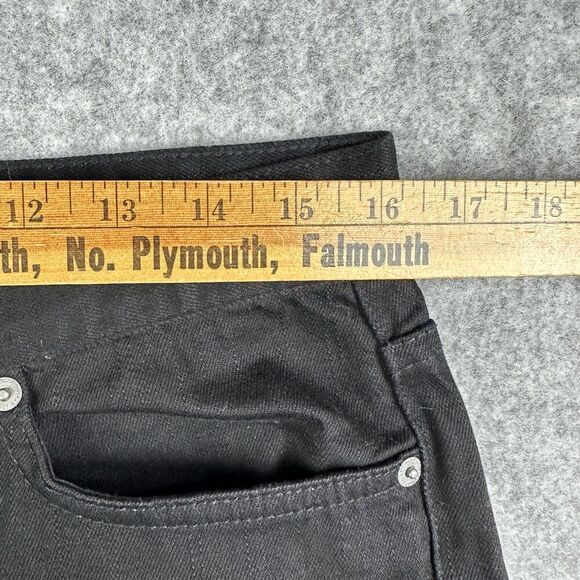 12 13 14 15 16 17 18
th, No. Plymouth, Falmouth